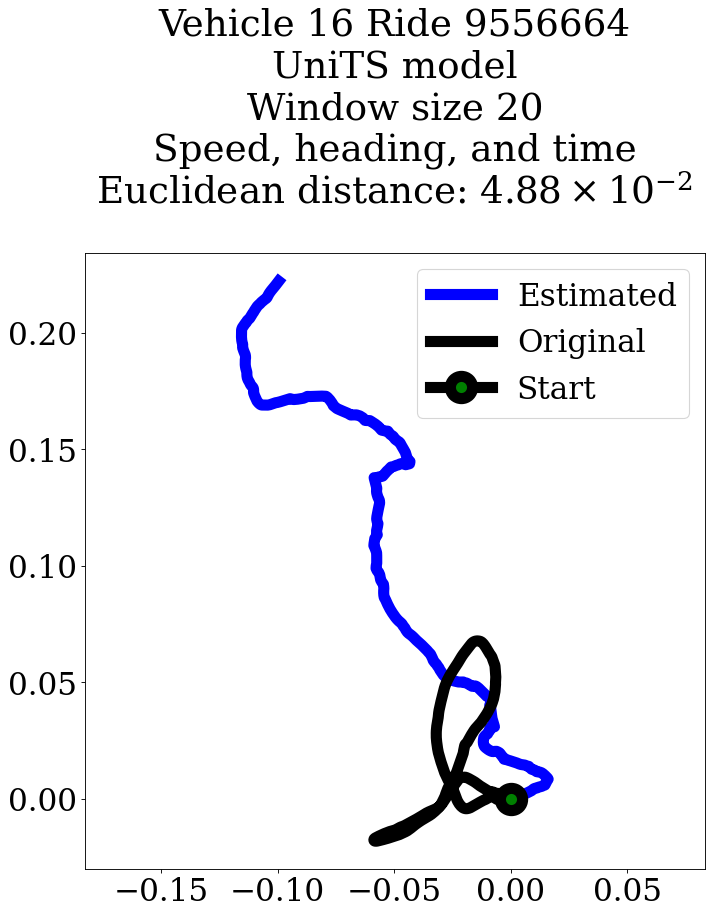 Vehicle 16 Ride 9556664
UniTS model
Window size 20
Speed, heading, and time
Euclidean distance: 4.88 × 10⁻²
Estimated
Original
Start
0.20
0.15
0.10
0.05
0.00
−0.15 −0.10 −0.05 0.00 0.05